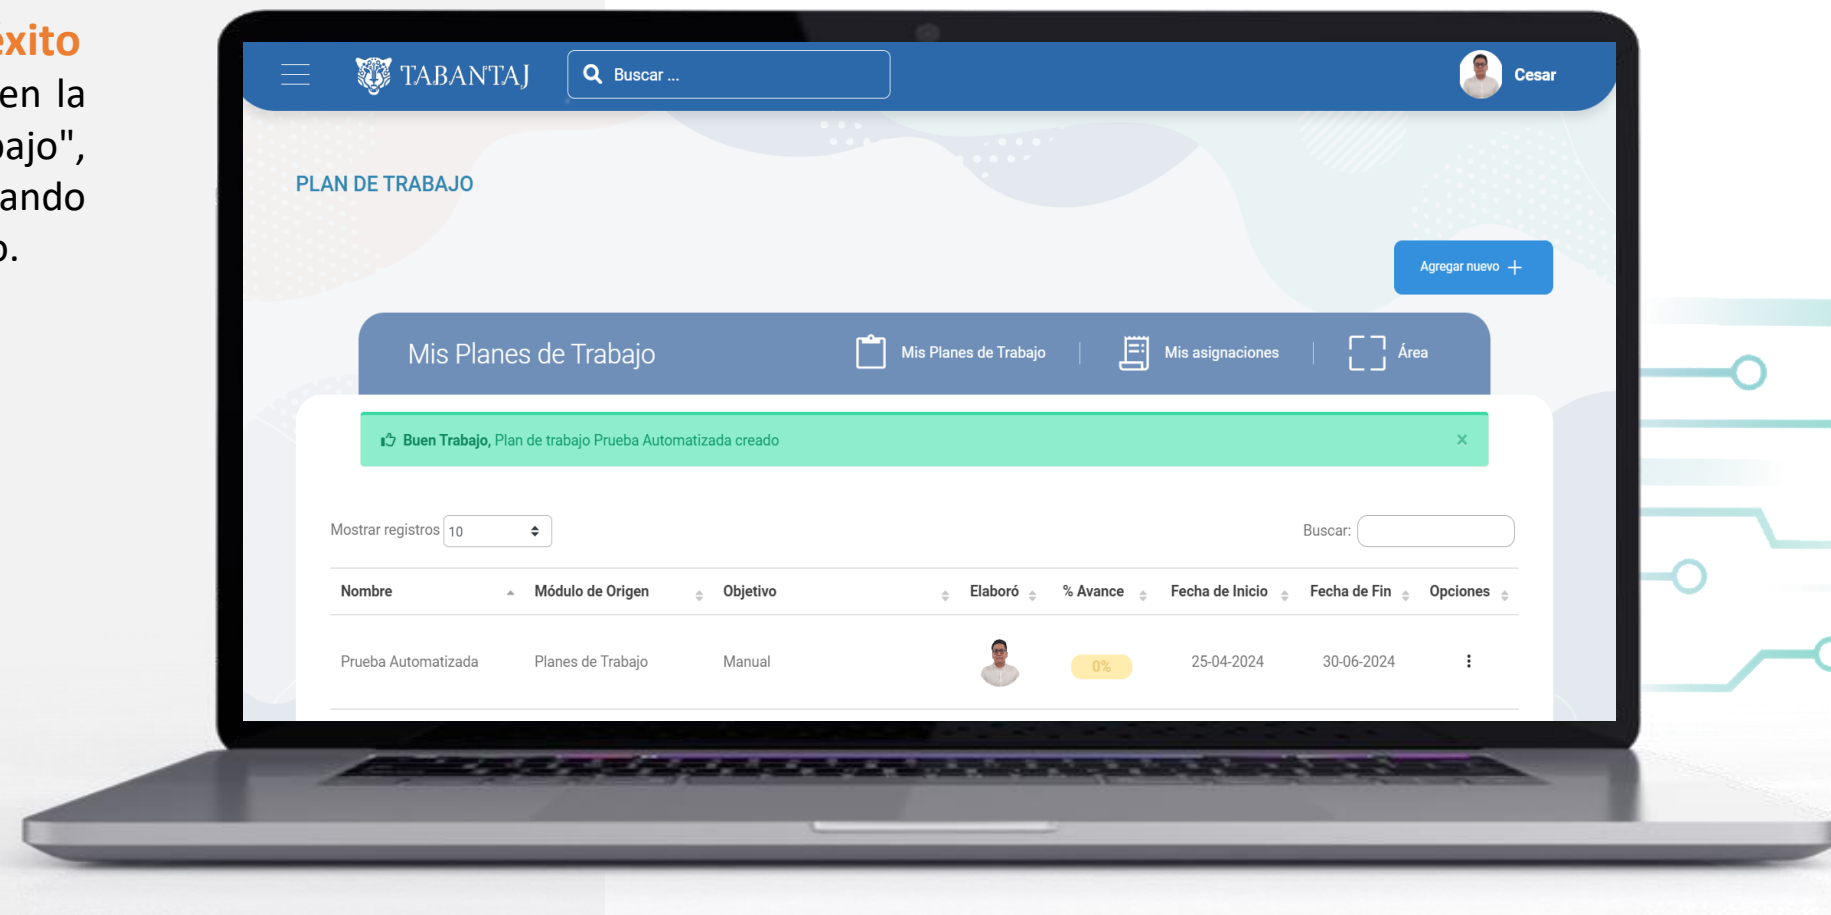 éxito
en la
bajo",
ando
o.
TABANTAJ
Buscar ...
Cesar
PLAN DE TRABAJO
Agregar nuevo +
Mis Planes de Trabajo
Mis Planes de Trabajo
Mis asignaciones
Área
Buen Trabajo, Plan de trabajo Prueba Automatizada creado
×
Mostrar registros 10
Buscar:
Nombre Módulo de Origen Objetivo Elaboró % Avance Fecha de Inicio Fecha de Fin Opciones
Prueba Automatizada Planes de Trabajo Manual 0% 25-04-2024 30-06-2024